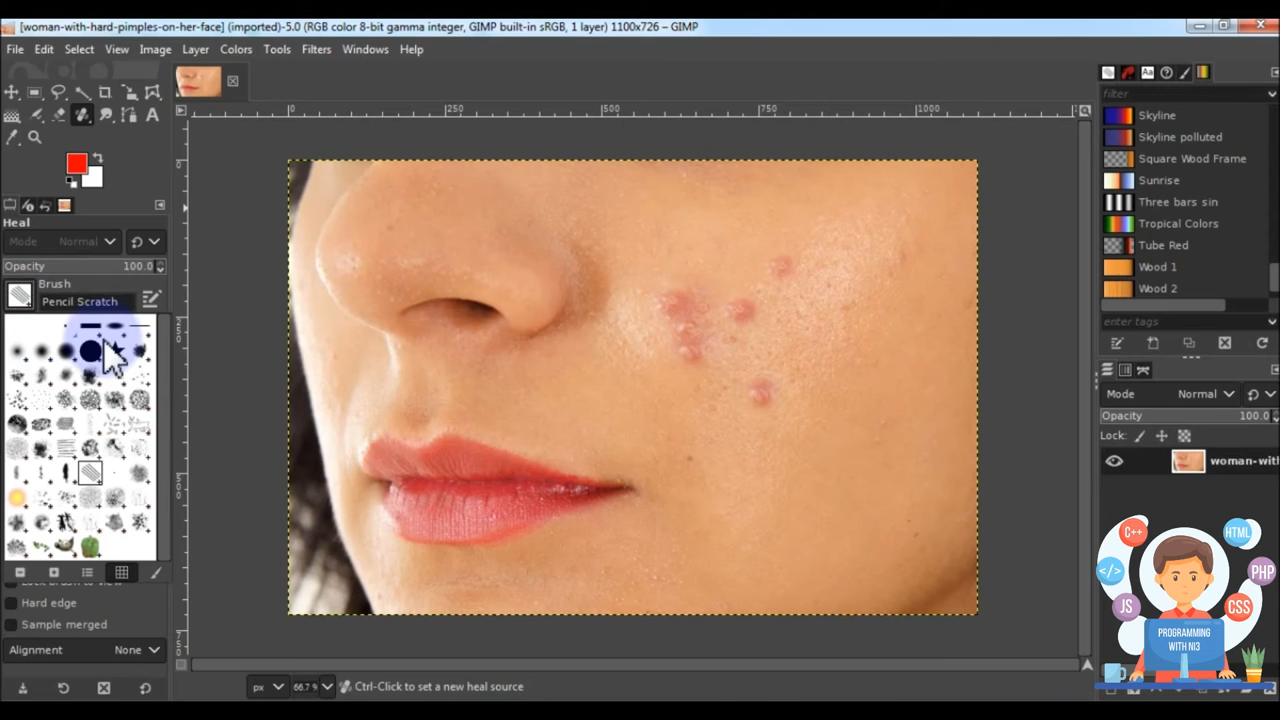 [woman-with-hard-pimples-on-her-face] (imported)-5.0 (RGB color 8-bit gamma integer, GIMP built-in sRGB, 1 layer) 1100x726 – GIMP
File Edit Select View Image Layer Colors Tools Filters Windows Help
0 250 500 750 1000
filter
Skyline
Skyline polluted
Square Wood Frame
Sunrise
Three bars sin
Tropical Colors
Tube Red
Wood 1
Wood 2
enter tags
Mode Normal
Opacity 100.0
Lock:
woman-with
Heal
Mode Normal
Opacity 100.0
Brush
Pencil Scratch
Hard edge
Sample merged
Alignment None
px 66.7 % Ctrl-Click to set a new heal source
C++
HTML
</>
PHP
JS
CSS
PROGRAMMING
WITH NI3